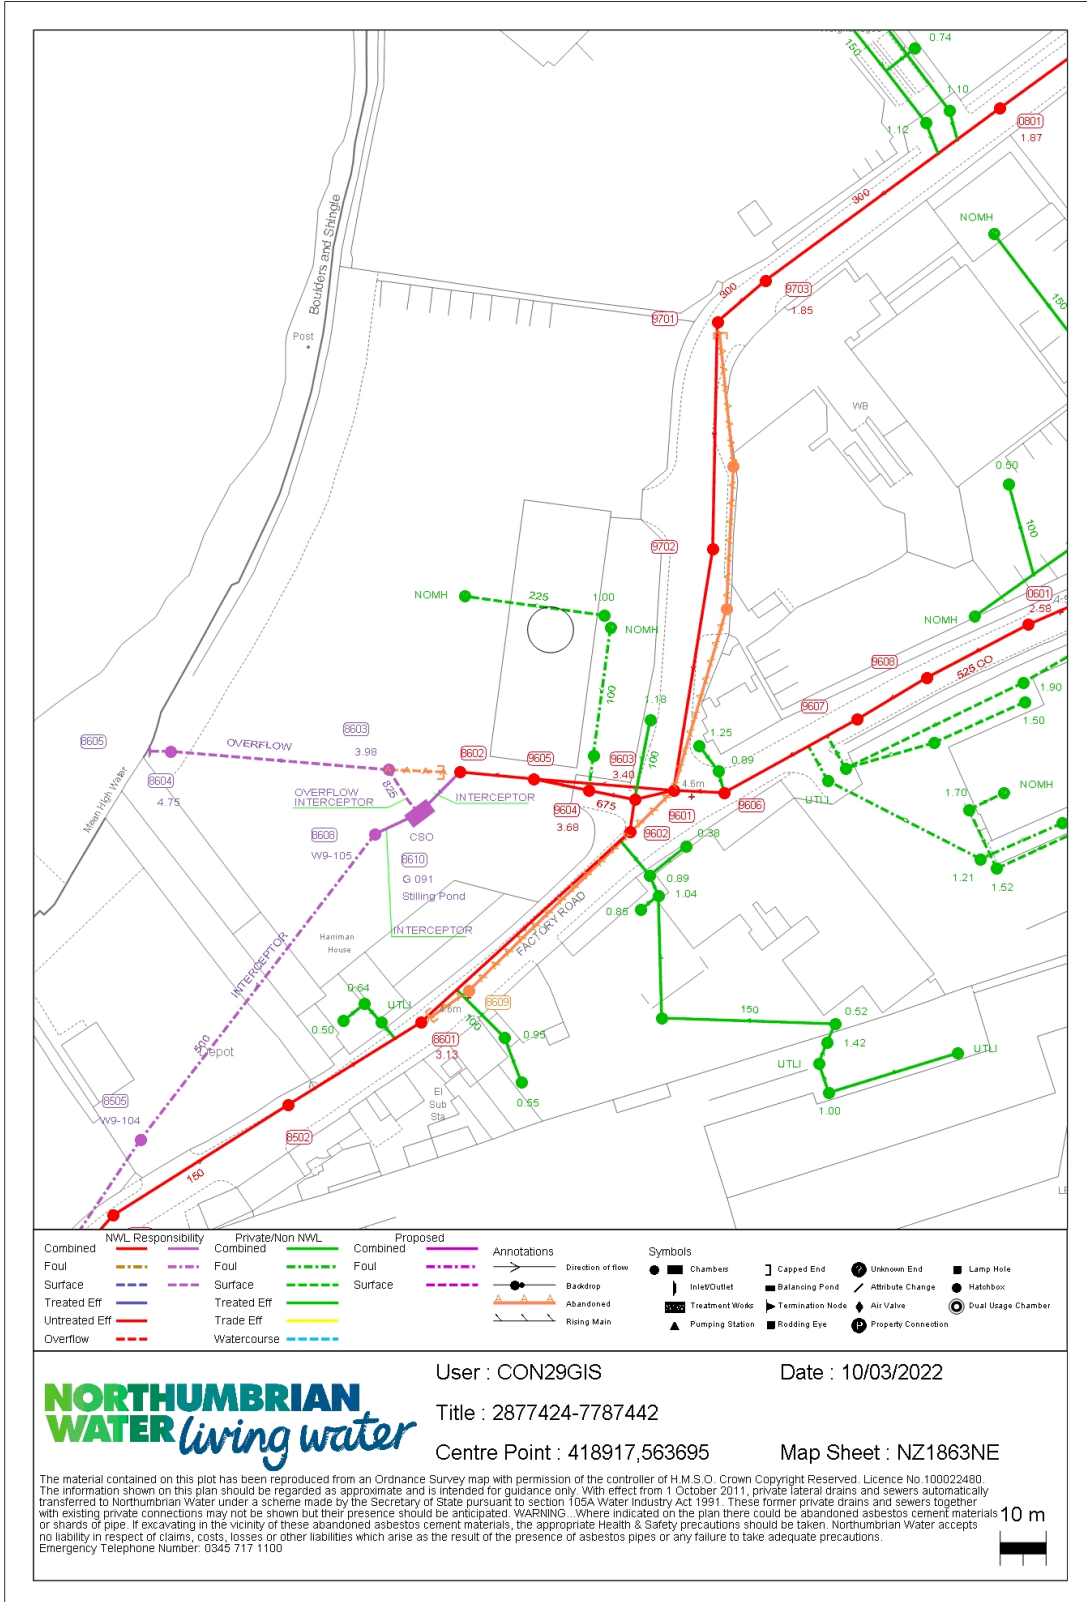 0.74
150
1.10
1.12
0801
1.87
300
NOMH
Boulders and Shingle
9703
300
1.85
9701
150
Post
WB
0.50
100
9702
0601
2.58
NOMH
225
1.00
NOMH
NOMH
9608
525 CO
100
1.18
9607
1.90
1.50
8605
OVERFLOW
8603
3.98
8602
9605
9603
3.40
100
1.25
0.89
4.6m
8604
4.75
825
OVERFLOW
INTERCEPTOR
INTERCEPTOR
675
9604
3.68
9601
9606
UTLI
1.70
NOMH
Mean High Water
8608
W9-105
CSO
8610
G 091
Stilling Pond
9602
0.38
0.89
1.04
0.85
1.21
1.52
FACTORY ROAD
INTERCEPTOR
Harriman
House
INTERCEPTOR
0.64
UTLI
0.50
8609
4.6m
100
8601
3.13
0.95
0.55
150
0.52
1.42
UTLI
UTLI
1.00
500
Depot
8505
W9-104
El
Sub
Sta
8502
150
NWL Responsibility
Private/Non NWL
Proposed
Combined
Combined
Combined
Annotations
Symbols
Foul
Foul
Foul
Direction of flow
Chambers
Capped End
Unknown End
Lamp Hole
Surface
Surface
Surface
Backdrop
Inlet/Outlet
Balancing Pond
Attribute Change
Hatchbox
Treated Eff
Treated Eff
Abandoned
Treatment Works
Termination Node
Air Valve
Dual Usage Chamber
Untreated Eff
Trade Eff
Rising Main
Pumping Station
Rodding Eye
Property Connection
Overflow
Watercourse
NORTHUMBRIAN
WATER living water
User : CON29GIS
Date : 10/03/2022
Title : 2877424-7787442
Centre Point : 418917,563695
Map Sheet : NZ1863NE
The material contained on this plot has been reproduced from an Ordnance Survey map with permission of the controller of H.M.S.O. Crown Copyright Reserved. Licence No.100022480.
The information shown on this plan should be regarded as approximate and is intended for guidance only. With effect from 1 October 2011, private lateral drains and sewers automatically
transferred to Northumbrian Water under a scheme made by the Secretary of State pursuant to section 105A Water Industry Act 1991. These former private drains and sewers together
with existing private connections may not be shown but their presence should be anticipated. WARNING...Where indicated on the plan there could be abandoned asbestos cement materials
or shards of pipe. If excavating in the vicinity of these abandoned asbestos cement materials, the appropriate Health & Safety precautions should be taken. Northumbrian Water accepts
no liability in respect of claims, costs, losses or other liabilities which arise as the result of the presence of asbestos pipes or any failure to take adequate precautions.
Emergency Telephone Number: 0345 717 1100
10 m